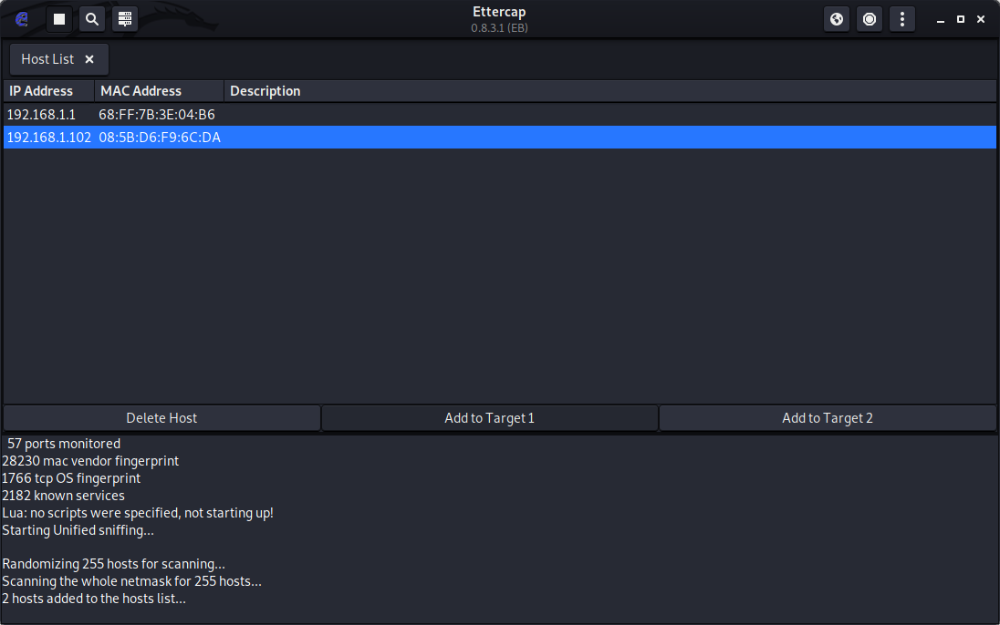 Ettercap
0.8.3.1 (EB)
Host List
IP Address MAC Address Description
192.168.1.1 68:FF:7B:3E:04:B6
192.168.1.102 08:5B:D6:F9:6C:DA
Delete Host Add to Target 1 Add to Target 2
57 ports monitored
28230 mac vendor fingerprint
1766 tcp OS fingerprint
2182 known services
Lua: no scripts were specified, not starting up!
Starting Unified sniffing...
Randomizing 255 hosts for scanning...
Scanning the whole netmask for 255 hosts...
2 hosts added to the hosts list...